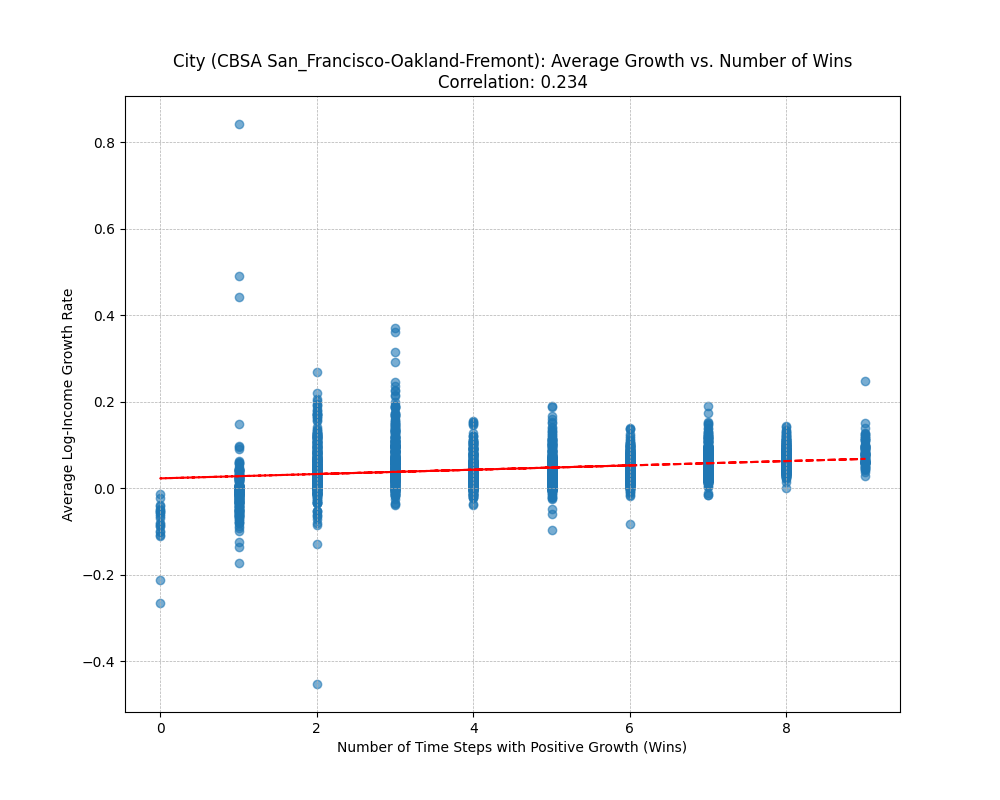 City (CBSA San_Francisco-Oakland-Fremont): Average Growth vs. Number of Wins
Correlation: 0.234
Average Log-Income Growth Rate
0.8
0.6
0.4
0.2
0.0
−0.2
−0.4
0 2 4 6 8
Number of Time Steps with Positive Growth (Wins)